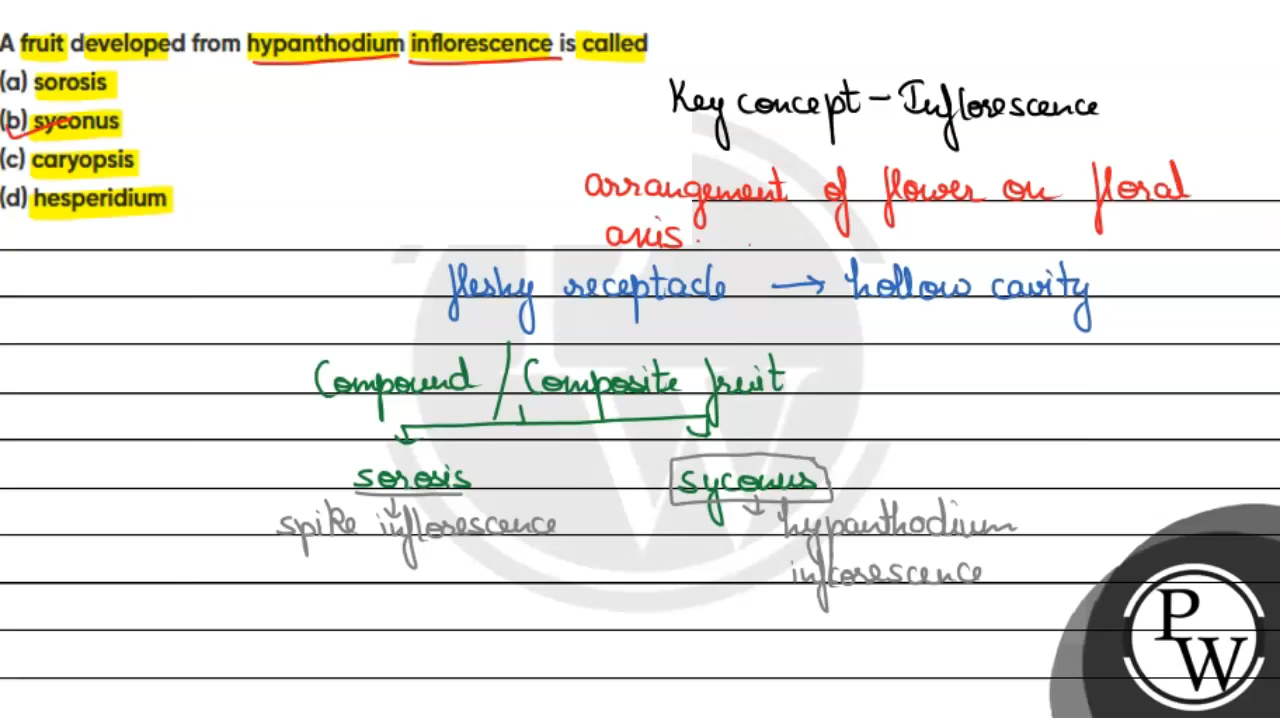 A fruit developed from hypanthodium inflorescence is called
(a) sorosis
(b) syconus
(c) caryopsis
(d) hesperidium
Key concept - Inflorescence
arrangement of flower on floral
axis.
fleshy receptacle → hollow cavity
Compound / Composite fruit
sorosis syconus
spike inflorescence hypanthodium
inflorescence
PW